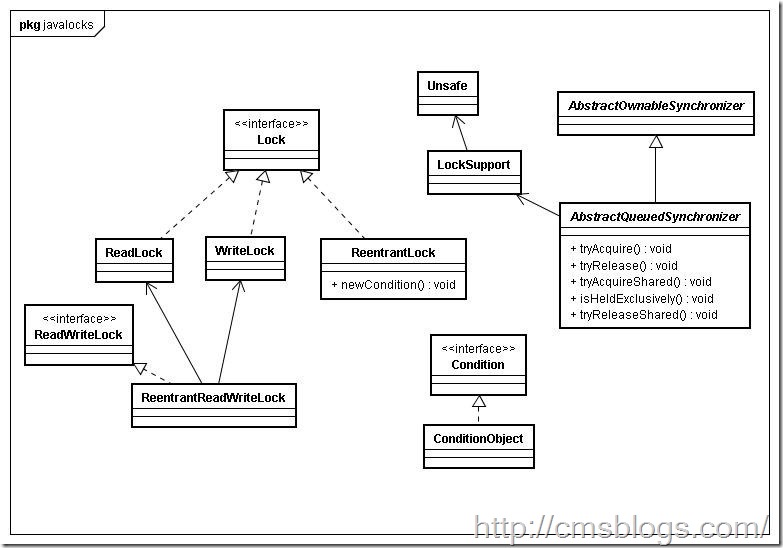 pkg javalocks
Unsafe
AbstractOwnableSynchronizer
<<interface>>
Lock
LockSupport
AbstractQueuedSynchronizer
+ tryAcquire() : void
+ tryRelease() : void
+ tryAcquireShared() : void
+ isHeldExclusively() : void
+ tryReleaseShared() : void
ReadLock
WriteLock
ReentrantLock
+ newCondition() : void
<<interface>>
ReadWriteLock
<<interface>>
Condition
ReentrantReadWriteLock
ConditionObject
http://cmsblogs.com/